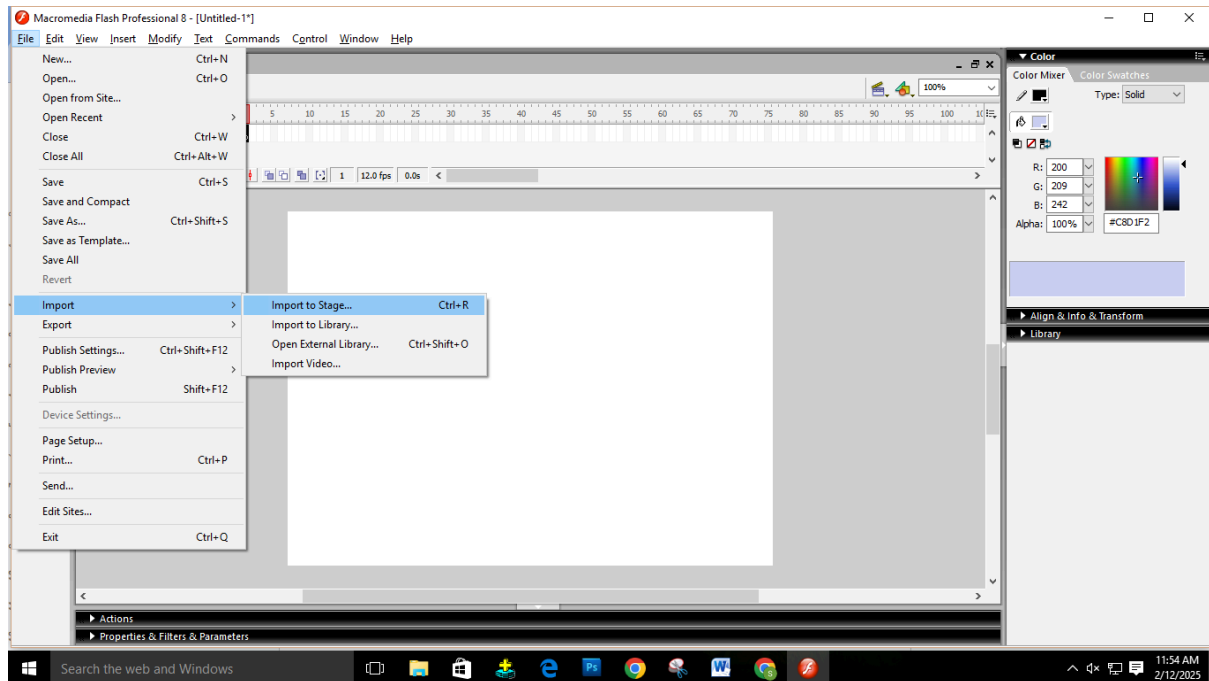 Macromedia Flash Professional 8 - [Untitled-1*]
File Edit View Insert Modify Text Commands Control Window Help
New... Ctrl+N
Open... Ctrl+O
Open from Site...
Open Recent
Close Ctrl+W
Close All Ctrl+Alt+W
Save Ctrl+S
Save and Compact
Save As... Ctrl+Shift+S
Save as Template...
Save All
Revert
Import
Export
Publish Settings... Ctrl+Shift+F12
Publish Preview
Publish Shift+F12
Device Settings...
Page Setup...
Print... Ctrl+P
Send...
Edit Sites...
Exit Ctrl+Q
Import to Stage... Ctrl+R
Import to Library...
Open External Library... Ctrl+Shift+O
Import Video...
100%
5 10 15 20 25 30 35 40 45 50 55 60 65 70 75 80 85 90 95 100
1 12.0 fps 0.0s
Color
Color Mixer Color Swatches
Type: Solid
R: 200
G: 209
B: 242
Alpha: 100% #C8D1F2
Align & Info & Transform
Library
Actions
Properties & Filters & Parameters
Search the web and Windows
Ps
11:54 AM
2/12/2025